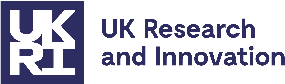 UK
RI
UK Research
and Innovation